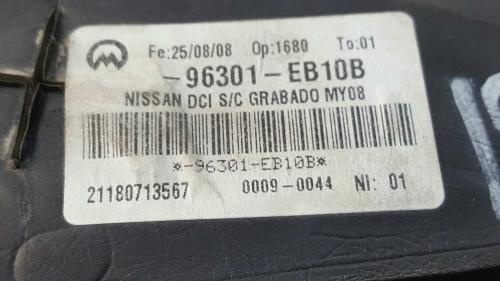 Fe:25/08/08 Op:1680 To:01
-96301-EB10B
NISSAN DCI S/C GRABADO MY08
*-96301-EB10B*
21180713567 0009-0044 NI: 01